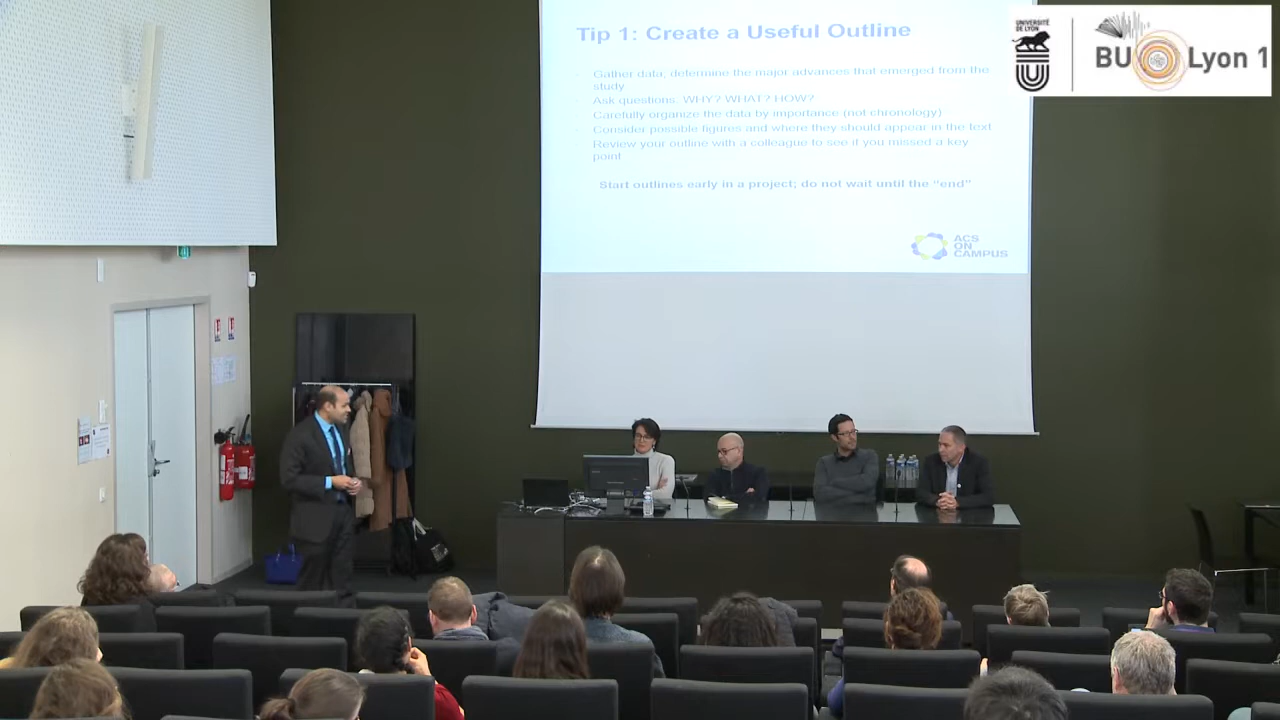 Tip 1: Create a Useful Outline
Gather data; determine the major advances that emerged from the
study
Ask questions: WHY? WHAT? HOW?
Carefully organize the data by importance (not chronology)
Consider possible figures and where they should appear in the text
Review your outline with a colleague to see if you missed a key
point
Start outlines early in a project; do not wait until the “end”
ACS
ON
CAMPUS
UNIVERSITÉ
DE LYON
BU Lyon 1